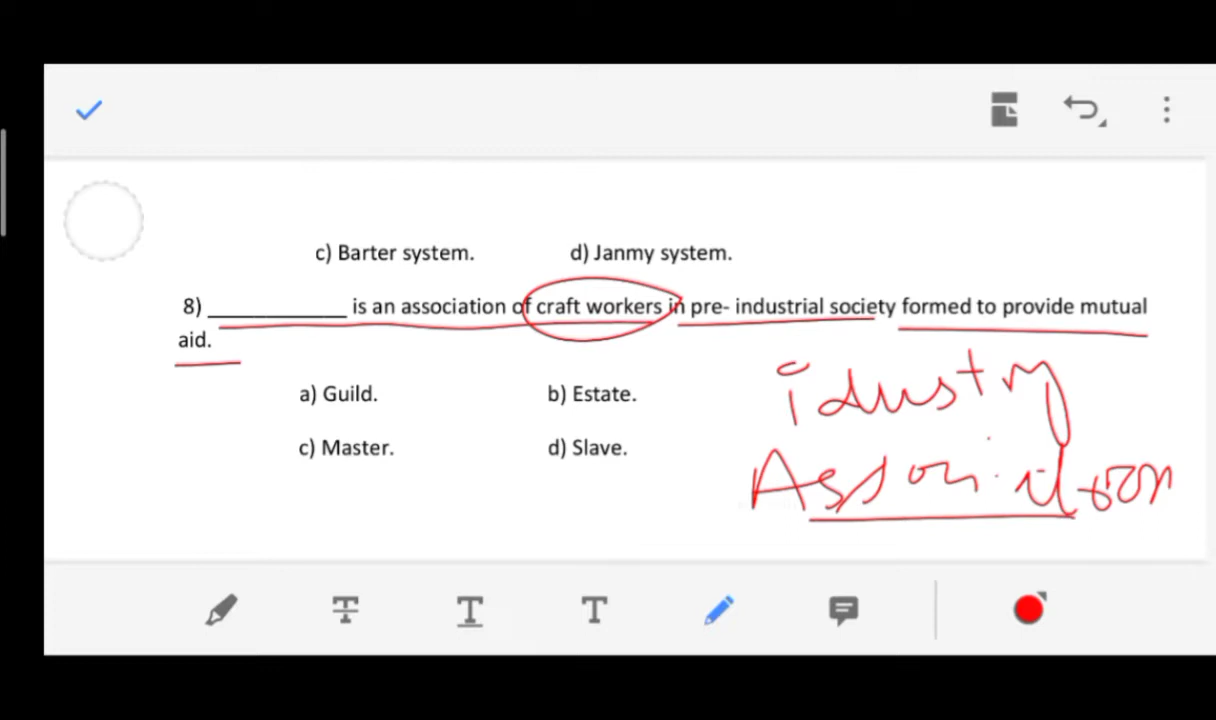 c) Barter system. d) Janmy system.
8) _____________ is an association of craft workers in pre- industrial society formed to provide mutual
aid.
a) Guild. b) Estate.
c) Master. d) Slave.
idustry
Association